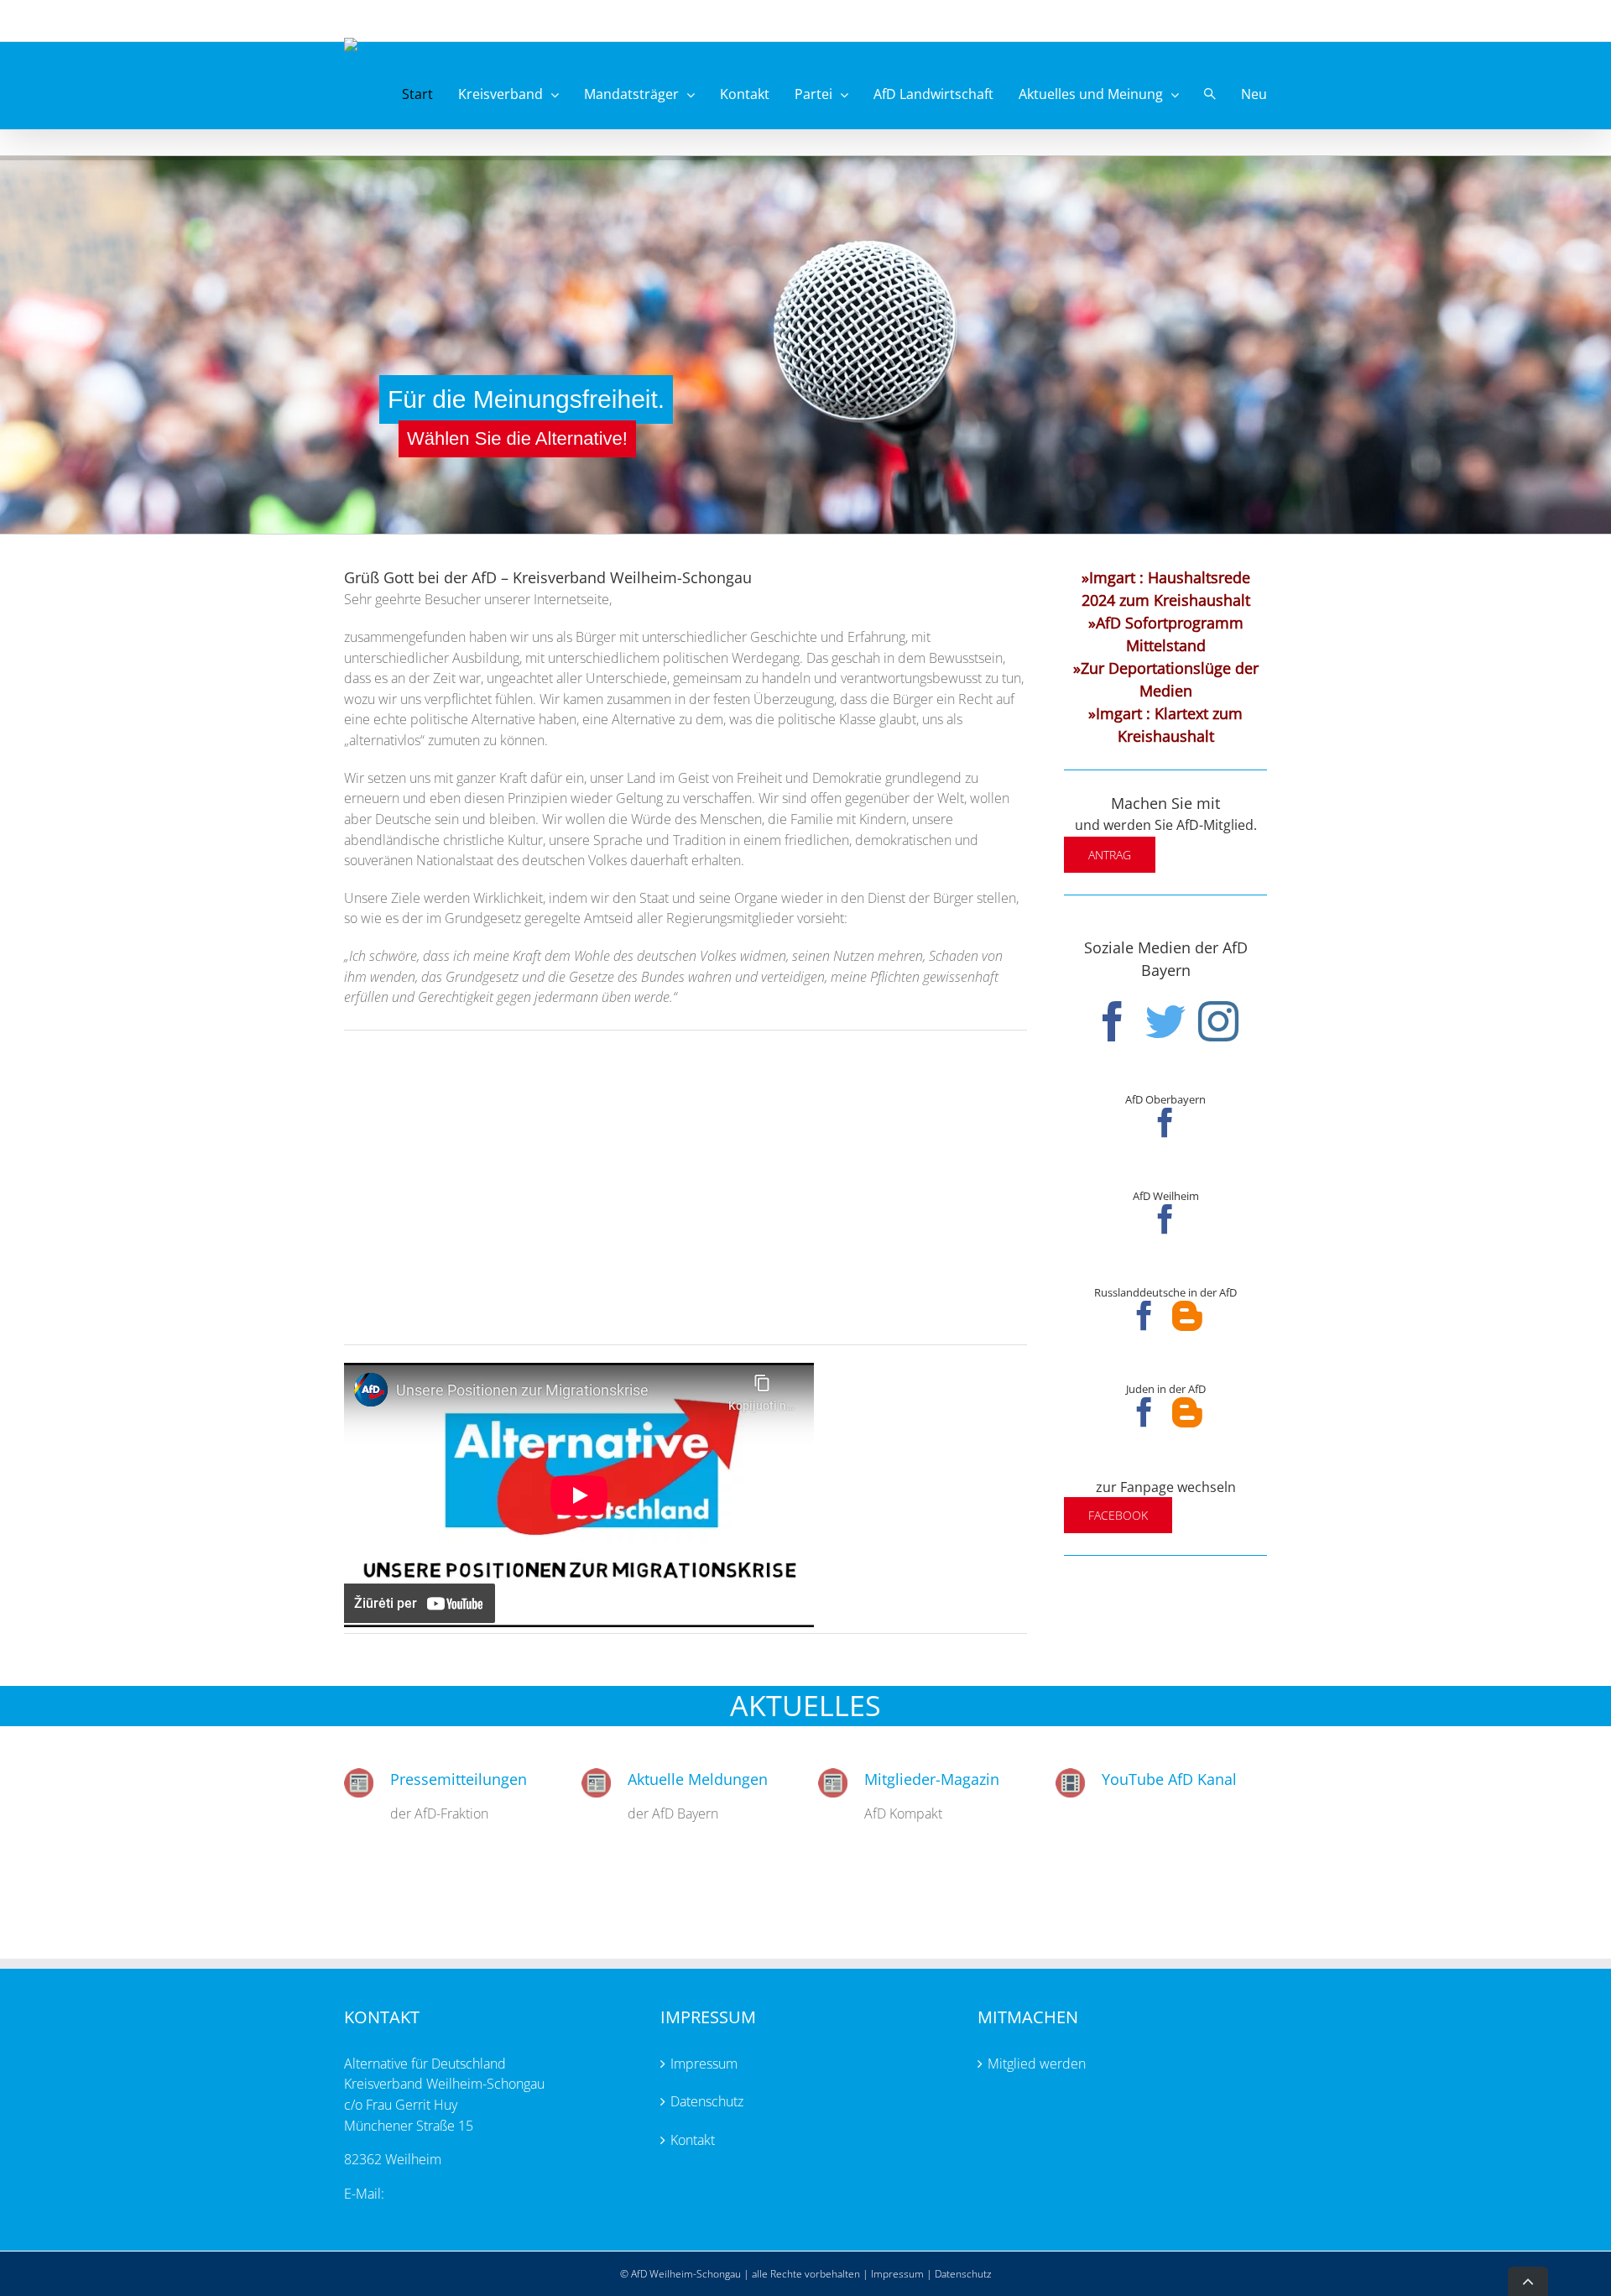 Start Kreisverband Mandatsträger Kontakt Partei AfD Landwirtschaft Aktuelles und Meinung Neu
Für die Meinungsfreiheit.
Wählen Sie die Alternative!
Grüß Gott bei der AfD – Kreisverband Weilheim-Schongau
Sehr geehrte Besucher unserer Internetseite,
zusammengefunden haben wir uns als Bürger mit unterschiedlicher Geschichte und Erfahrung, mit
unterschiedlicher Ausbildung, mit unterschiedlichem politischen Werdegang. Das geschah in dem Bewusstsein,
dass es an der Zeit war, ungeachtet aller Unterschiede, gemeinsam zu handeln und verantwortungsbewusst zu tun,
wozu wir uns verpflichtet fühlen. Wir kamen zusammen in der festen Überzeugung, dass die Bürger ein Recht auf
eine echte politische Alternative haben, eine Alternative zu dem, was die politische Klasse glaubt, uns als
„alternativlos“ zumuten zu können.
Wir setzen uns mit ganzer Kraft dafür ein, unser Land im Geist von Freiheit und Demokratie grundlegend zu
erneuern und eben diesen Prinzipien wieder Geltung zu verschaffen. Wir sind offen gegenüber der Welt, wollen
aber Deutsche sein und bleiben. Wir wollen die Würde des Menschen, die Familie mit Kindern, unsere
abendländische christliche Kultur, unsere Sprache und Tradition in einem friedlichen, demokratischen und
souveränen Nationalstaat des deutschen Volkes dauerhaft erhalten.
Unsere Ziele werden Wirklichkeit, indem wir den Staat und seine Organe wieder in den Dienst der Bürger stellen,
so wie es der im Grundgesetz geregelte Amtseid aller Regierungsmitglieder vorsieht:
„Ich schwöre, dass ich meine Kraft dem Wohle des deutschen Volkes widmen, seinen Nutzen mehren, Schaden von
ihm wenden, das Grundgesetz und die Gesetze des Bundes wahren und verteidigen, meine Pflichten gewissenhaft
erfüllen und Gerechtigkeit gegen jedermann üben werde.“
AfD
Unsere Positionen zur Migrationskrise
Kopijuoti n...
Alternative
Deutschland
UNSERE POSITIONEN ZUR MIGRATIONSKRISE
Žiūrėti per YouTube
»Imgart : Haushaltsrede
2024 zum Kreishaushalt
»AfD Sofortprogramm
Mittelstand
»Zur Deportationslüge der
Medien
»Imgart : Klartext zum
Kreishaushalt
Machen Sie mit
und werden Sie AfD-Mitglied.
ANTRAG
Soziale Medien der AfD
Bayern
AfD Oberbayern
AfD Weilheim
Russlanddeutsche in der AfD
Juden in der AfD
zur Fanpage wechseln
FACEBOOK
AKTUELLES
Pressemitteilungen
der AfD-Fraktion
Aktuelle Meldungen
der AfD Bayern
Mitglieder-Magazin
AfD Kompakt
YouTube AfD Kanal
KONTAKT
Alternative für Deutschland
Kreisverband Weilheim-Schongau
c/o Frau Gerrit Huy
Münchener Straße 15
82362 Weilheim
E-Mail:
IMPRESSUM
Impressum
Datenschutz
Kontakt
MITMACHEN
Mitglied werden
© AfD Weilheim-Schongau | alle Rechte vorbehalten | Impressum | Datenschutz